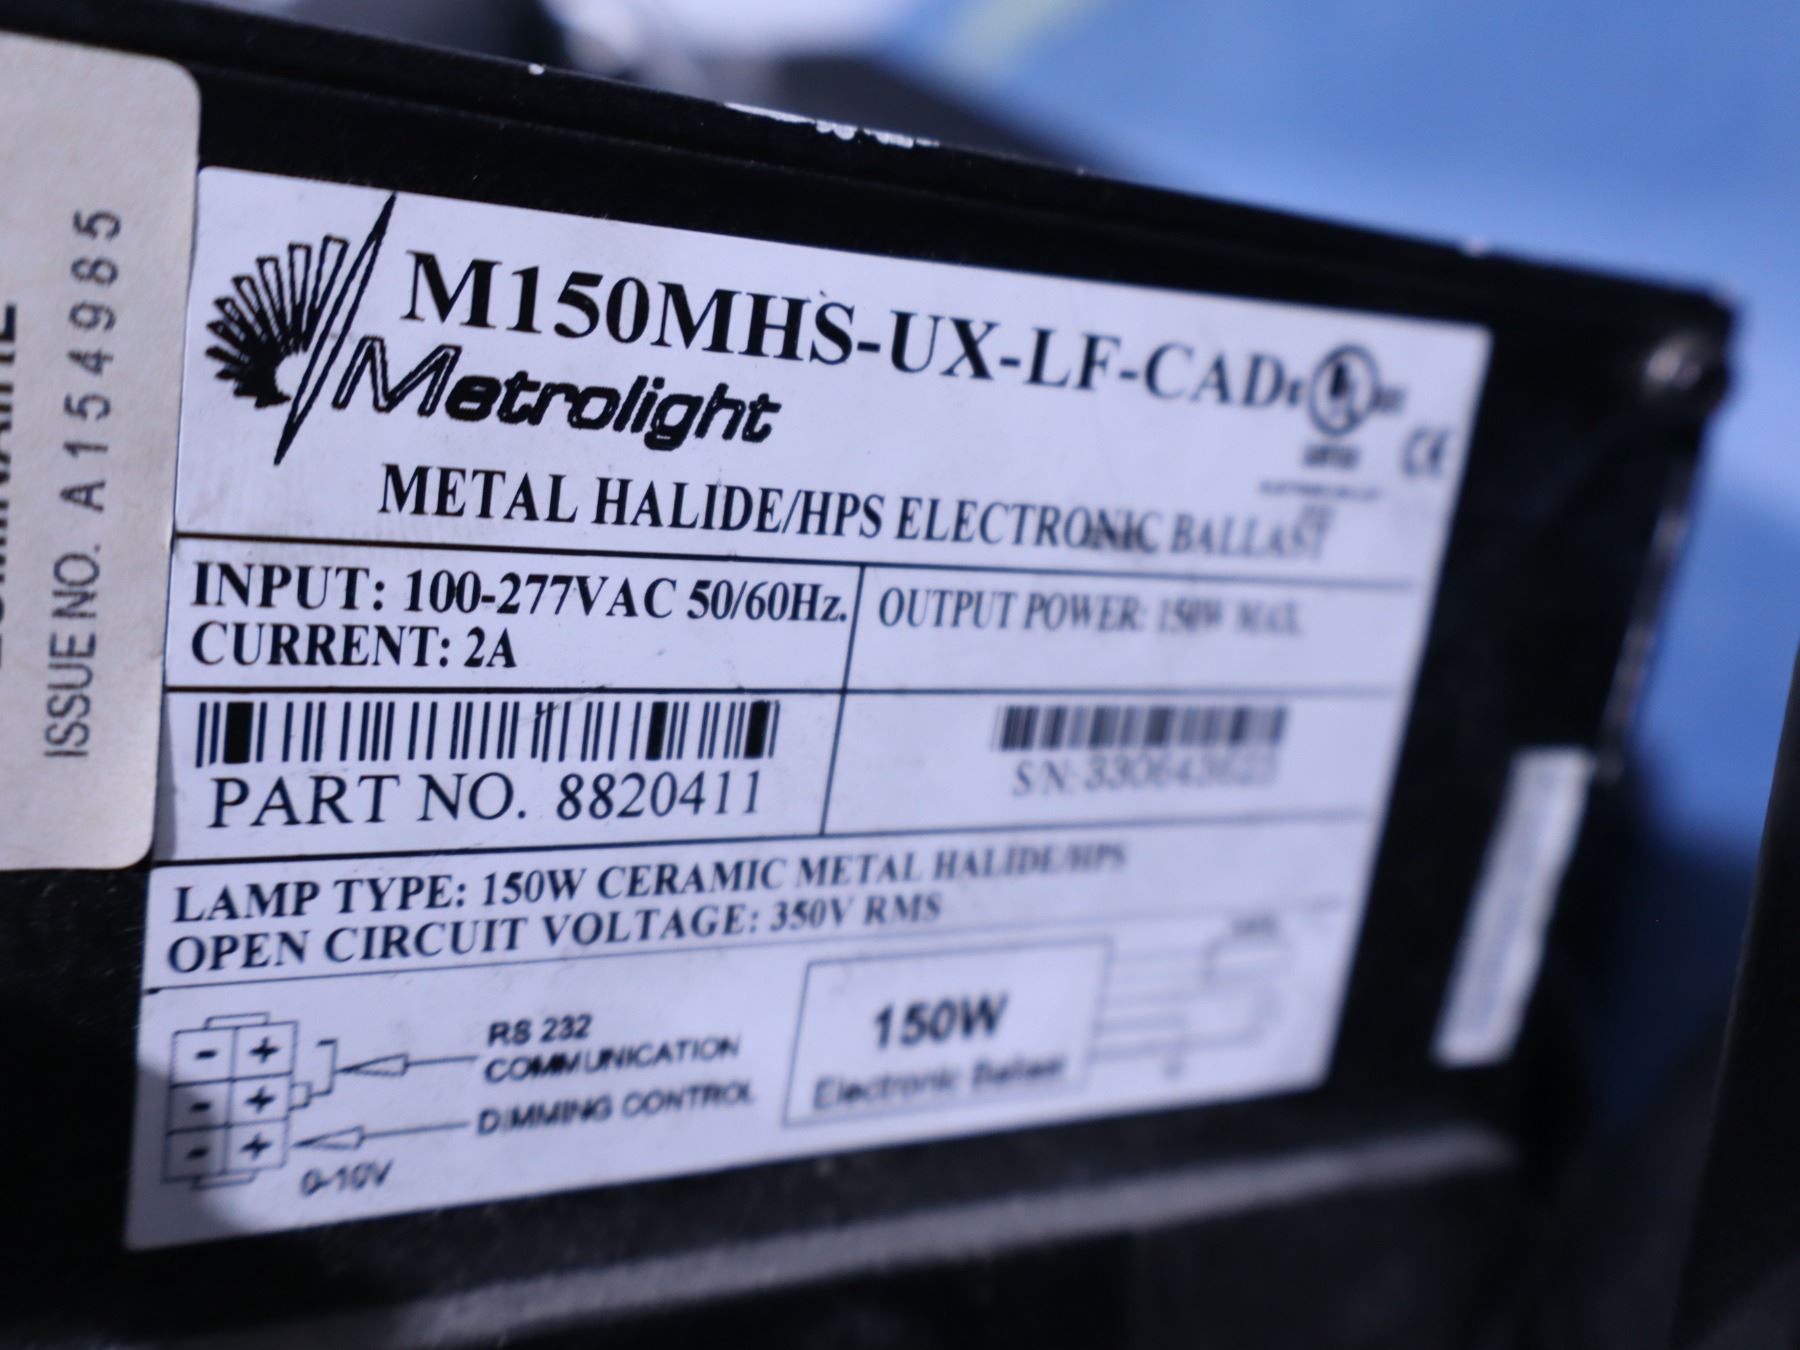 ISSUE NO. A154985
M150MHS-UX-LF-CAD
Metrolight
METAL HALIDE/HPS ELECTRONIC BALLAST
INPUT: 100-277VAC 50/60Hz.
CURRENT: 2A
OUTPUT POWER: 150W MAX.
PART NO. 8820411
S/N:
LAMP TYPE: 150W CERAMIC METAL HALIDE/HPS
OPEN CIRCUIT VOLTAGE: 350V RMS
- +
- +
- +
RS 232
COMMUNICATION
DIMMING CONTROL
0-10V
150W
Electronic Ballast